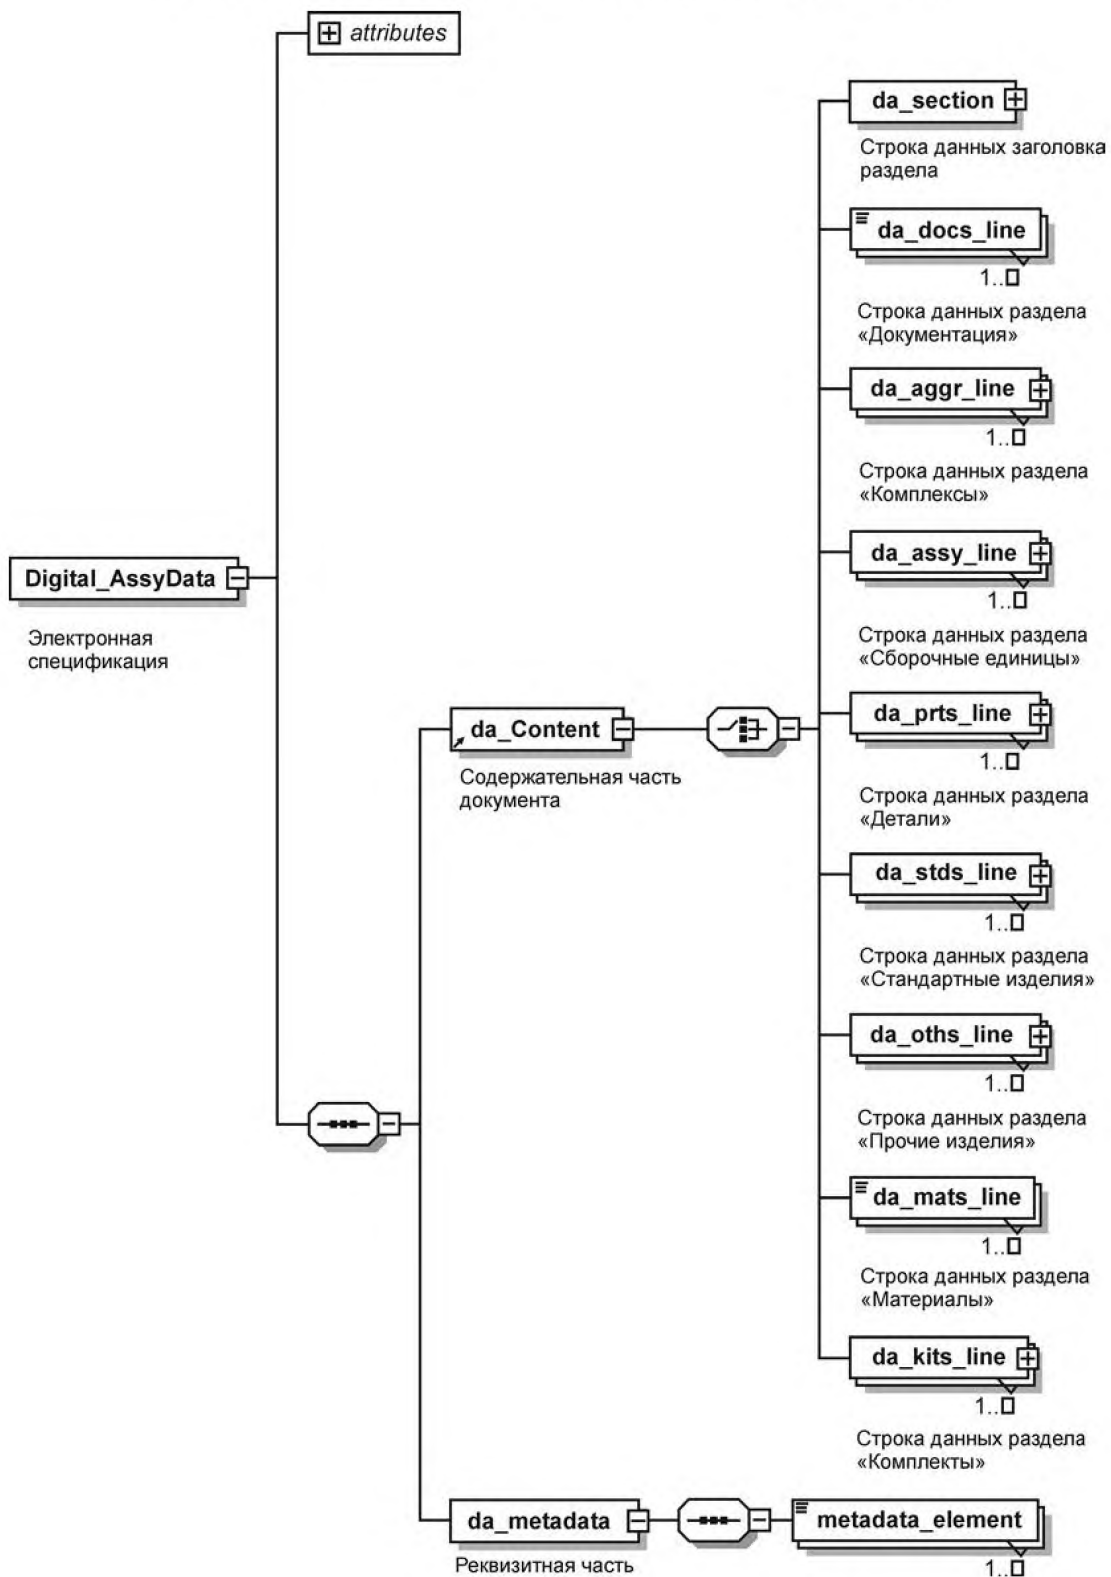 attributes
da_section
Строка данных заголовка
раздела
da_docs_line
1..
Строка данных раздела
«Документация»
da_aggr_line
1..
Строка данных раздела
«Комплексы»
da_assy_line
1..
Строка данных раздела
«Сборочные единицы»
Digital_AssyData
Электронная
спецификация
da_prts_line
1..
Строка данных раздела
«Детали»
da_Content
Содержательная часть
документа
da_stds_line
1..
Строка данных раздела
«Стандартные изделия»
da_oths_line
1..
Строка данных раздела
«Прочие изделия»
da_mats_line
1..
Строка данных раздела
«Материалы»
da_kits_line
1..
Строка данных раздела
«Комплекты»
da_metadata
Реквизитная часть
metadata_element
1..